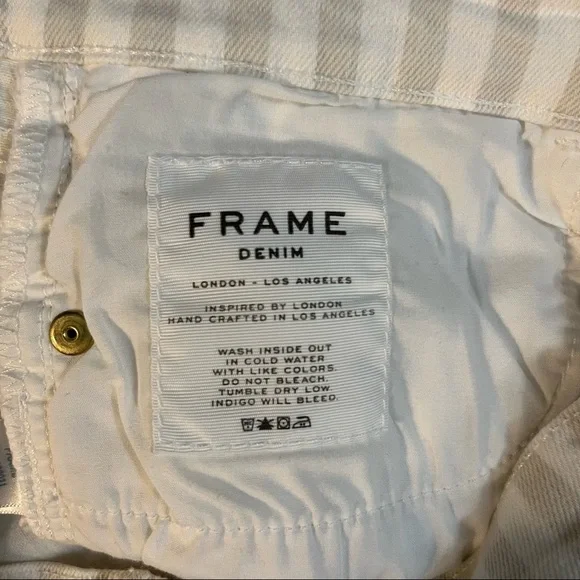 FRAME
DENIM
LONDON - LOS ANGELES
INSPIRED BY LONDON
HAND CRAFTED IN LOS ANGELES
WASH INSIDE OUT
IN COLD WATER
WITH LIKE COLORS.
DO NOT BLEACH.
TUMBLE DRY LOW.
INDIGO WILL BLEED.